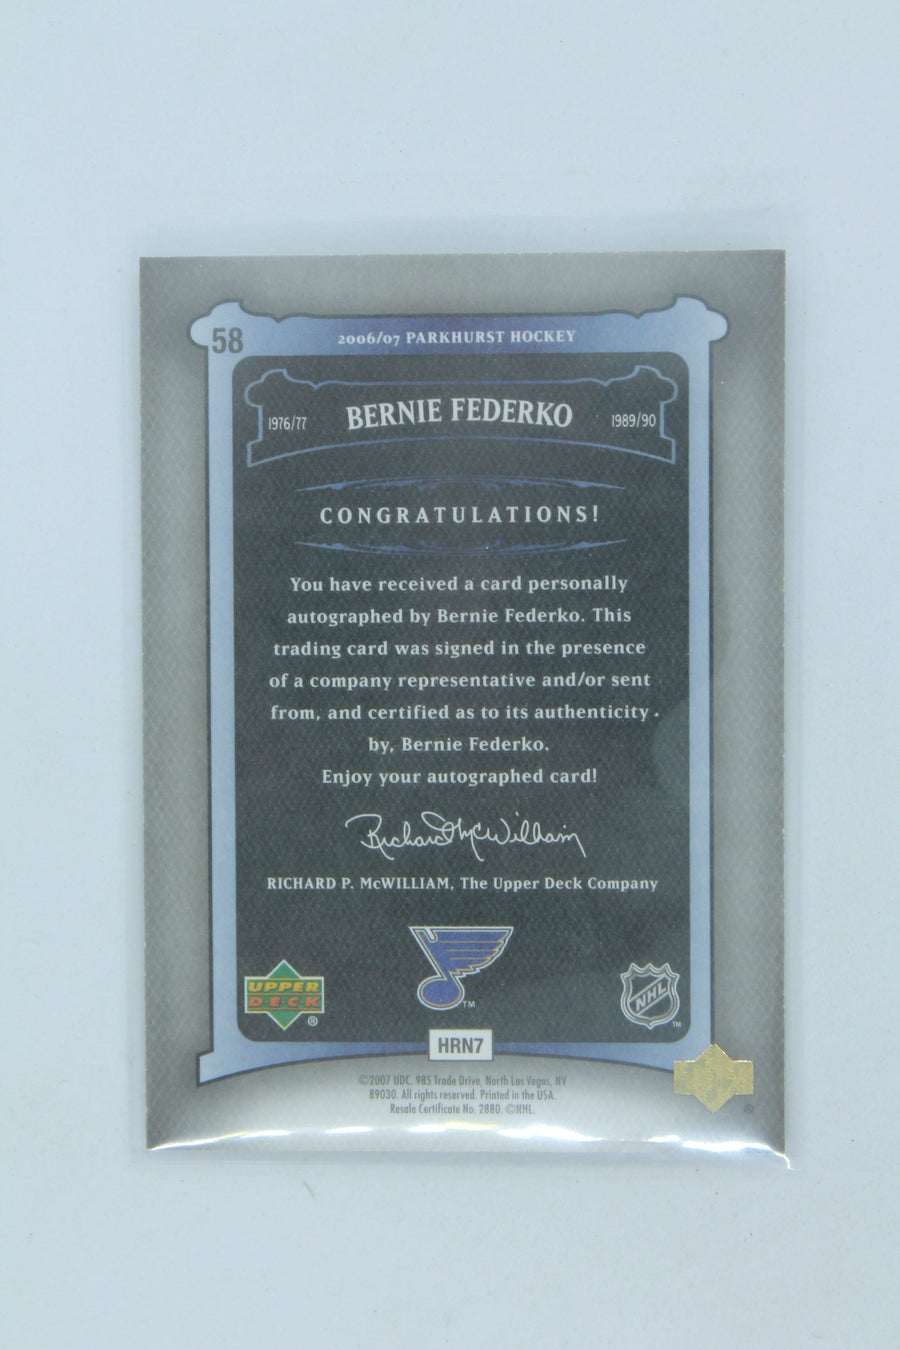 58
2006/07 PARKHURST HOCKEY
1976/77
BERNIE FEDERKO
1989/90
CONGRATULATIONS!
You have received a card personally
autographed by Bernie Federko. This
trading card was signed in the presence
of a company representative and/or sent
from, and certified as to its authenticity
by, Bernie Federko.
Enjoy your autographed card!
Richard McWilliam
RICHARD P. McWILLIAM, The Upper Deck Company
UPPER
DECK
®
TM
NHL
TM
HRN7
©2007 UDC. 985 Trade Drive, North Las Vegas, NV
89030. All rights reserved. Printed in the USA.
Resale Certificate No. 2880. ©NHL.
®